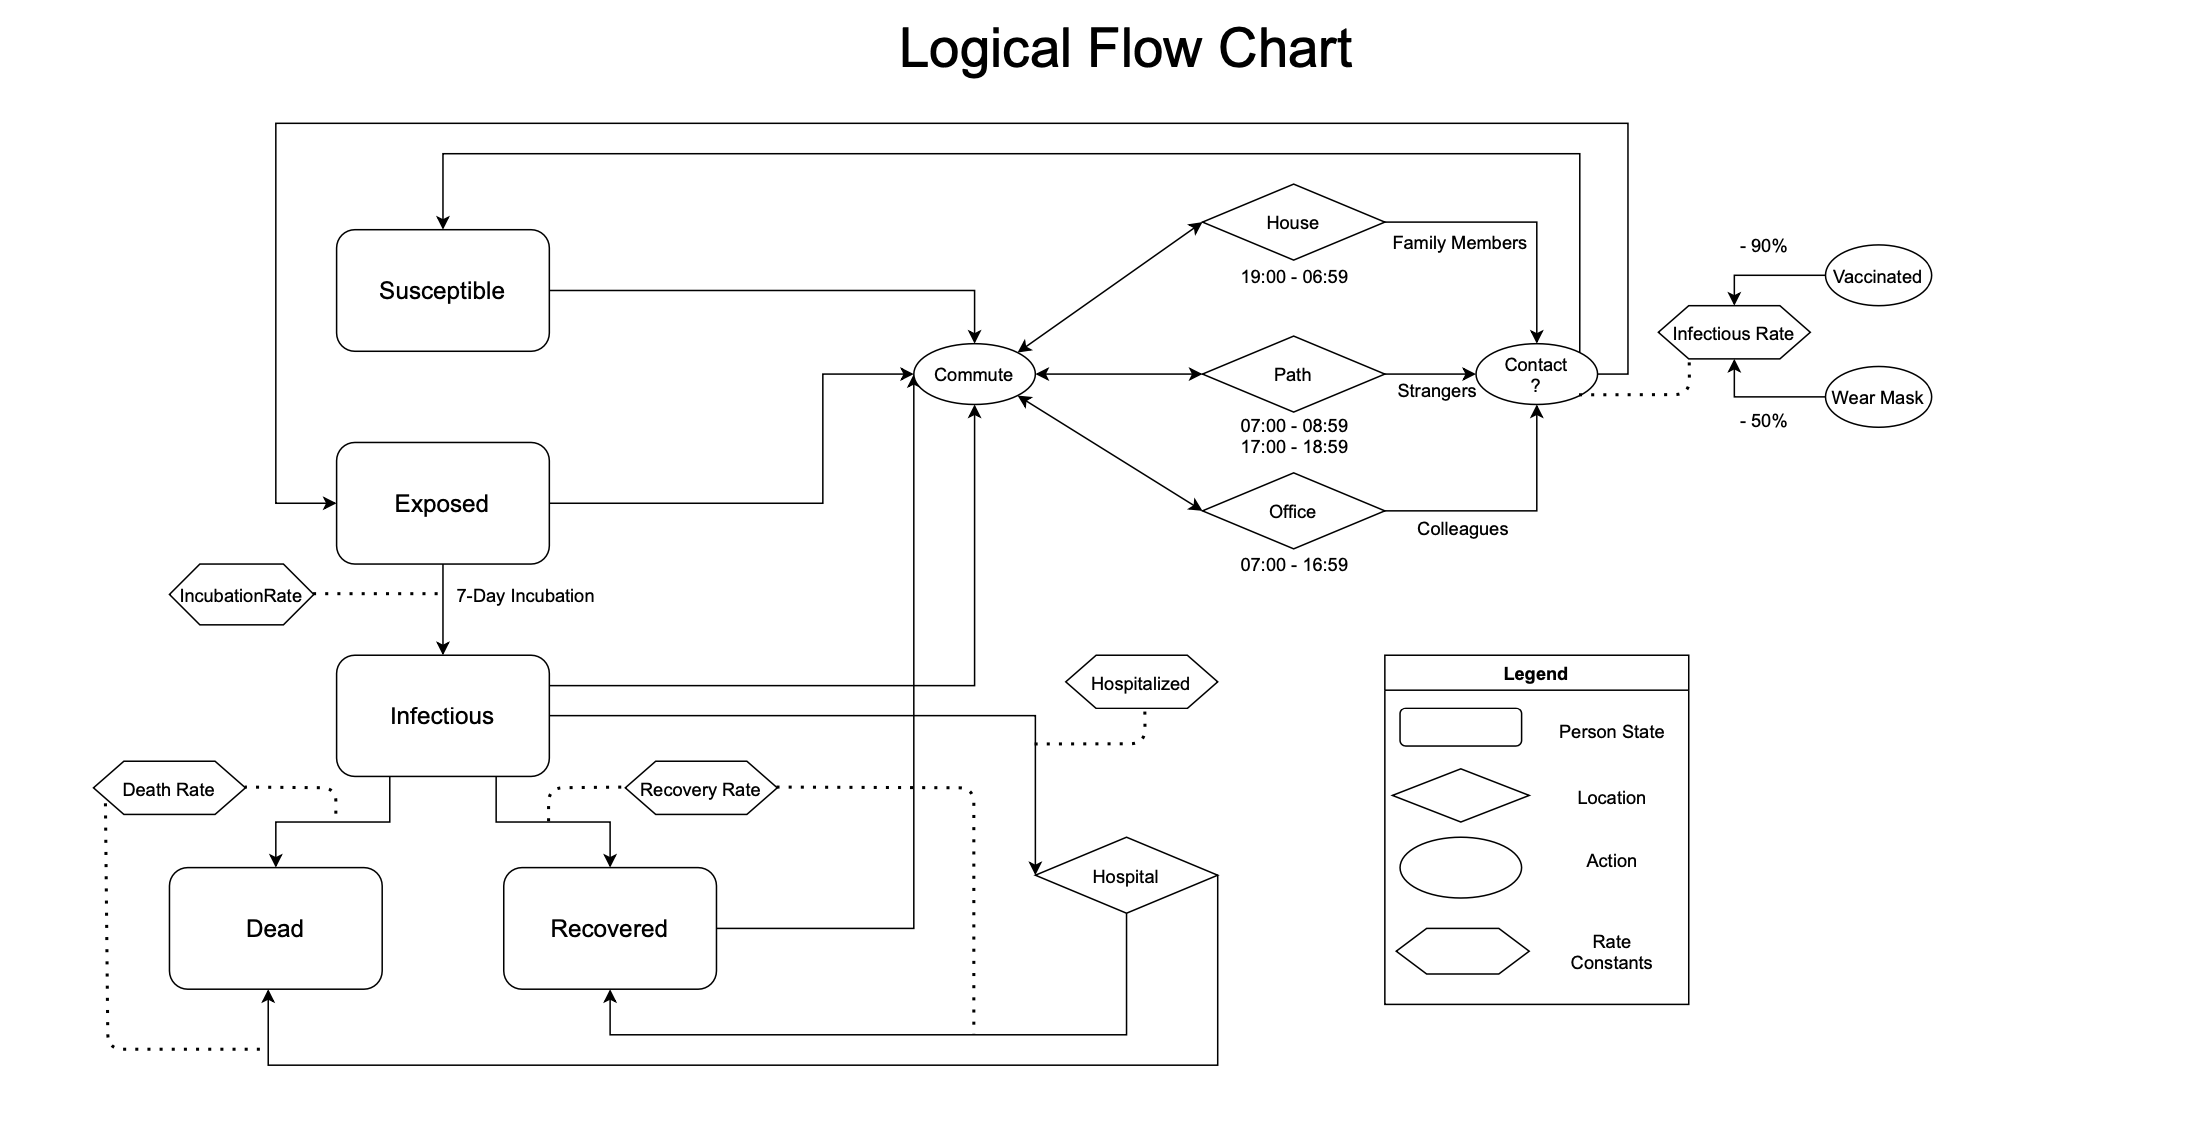 Logical Flow Chart
Susceptible
House
Family Members
19:00 - 06:59
- 90%
Vaccinated
Infectious Rate
Commute
Path
Strangers
Contact
?
Wear Mask
- 50%
07:00 - 08:59
17:00 - 18:59
Exposed
Office
Colleagues
07:00 - 16:59
IncubationRate
7-Day Incubation
Infectious
Hospitalized
Death Rate
Recovery Rate
Hospital
Dead
Recovered
Legend
Person State
Location
Action
Rate
Constants